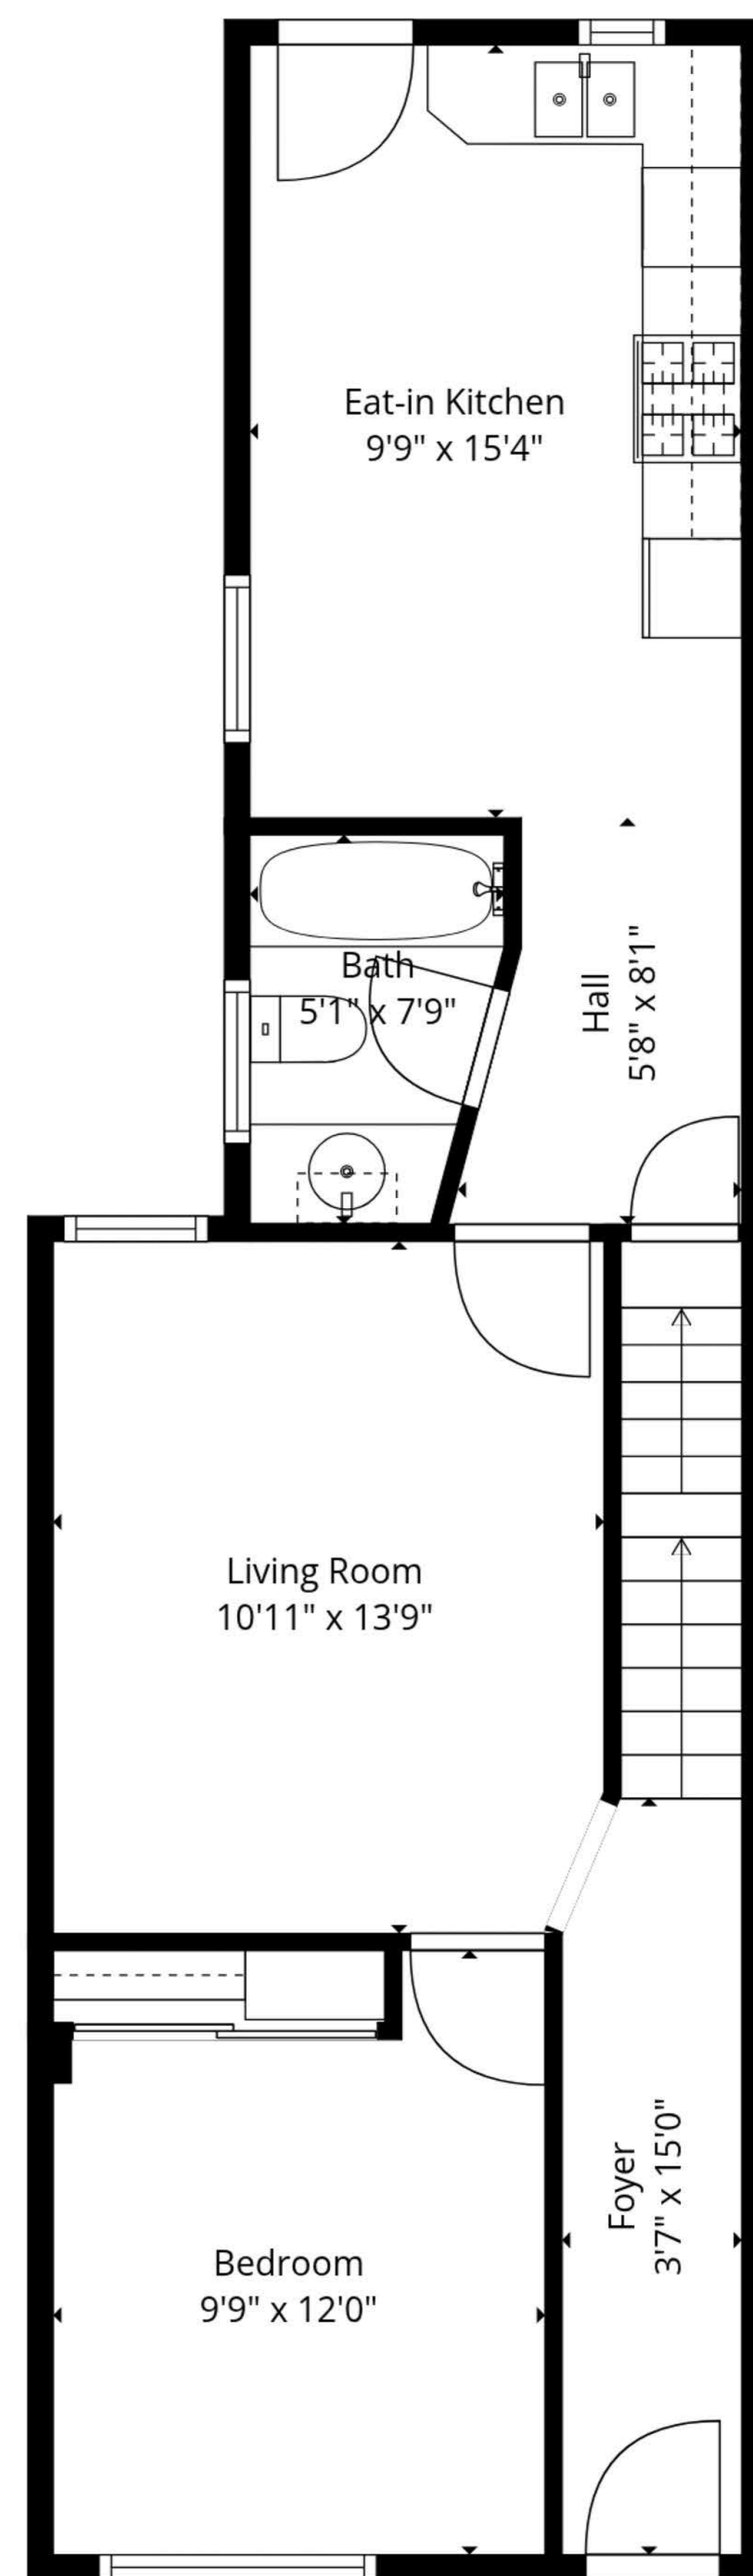 Eat-in Kitchen
9'9" x 15'4"
Bath
5'1" x 7'9"
Hall
5'8" x 8'1"
Living Room
10'11" x 13'9"
Foyer
3'7" x 15'0"
Bedroom
9'9" x 12'0"